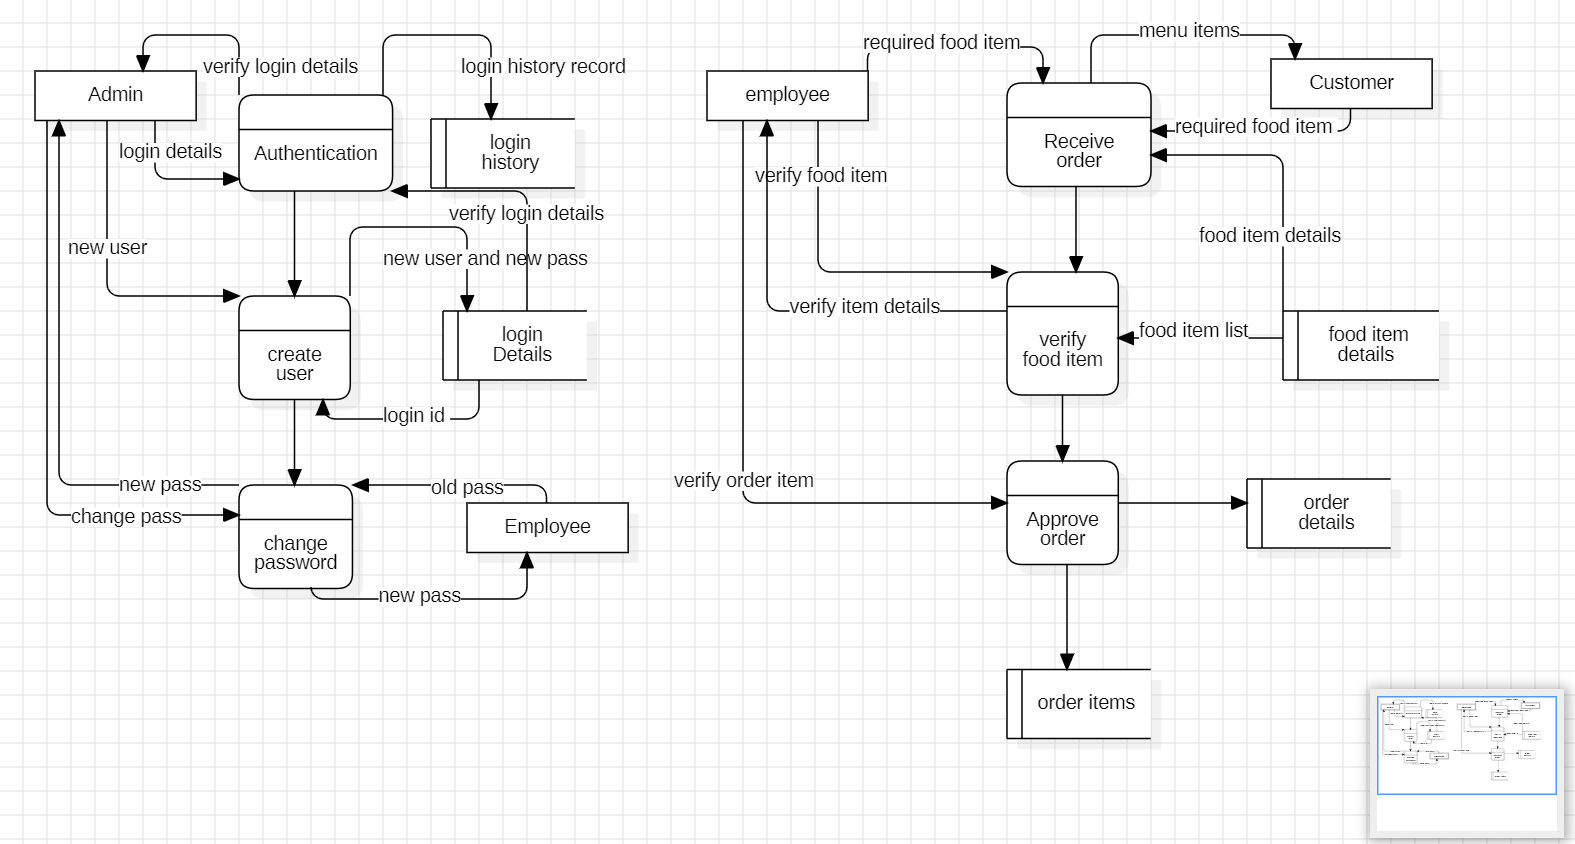 verify login details
login history record
Admin
login
history
login details
Authentication
verify login details
new user
new user and new pass
login
Details
create
user
login id
new pass
old pass
change pass
Employee
change
password
new pass
required food item
menu items
employee
Customer
required food item
Receive
order
verify food item
food item details
verify item details
food item list
verify
food item
food item
details
verify order item
Approve
order
order
details
order items